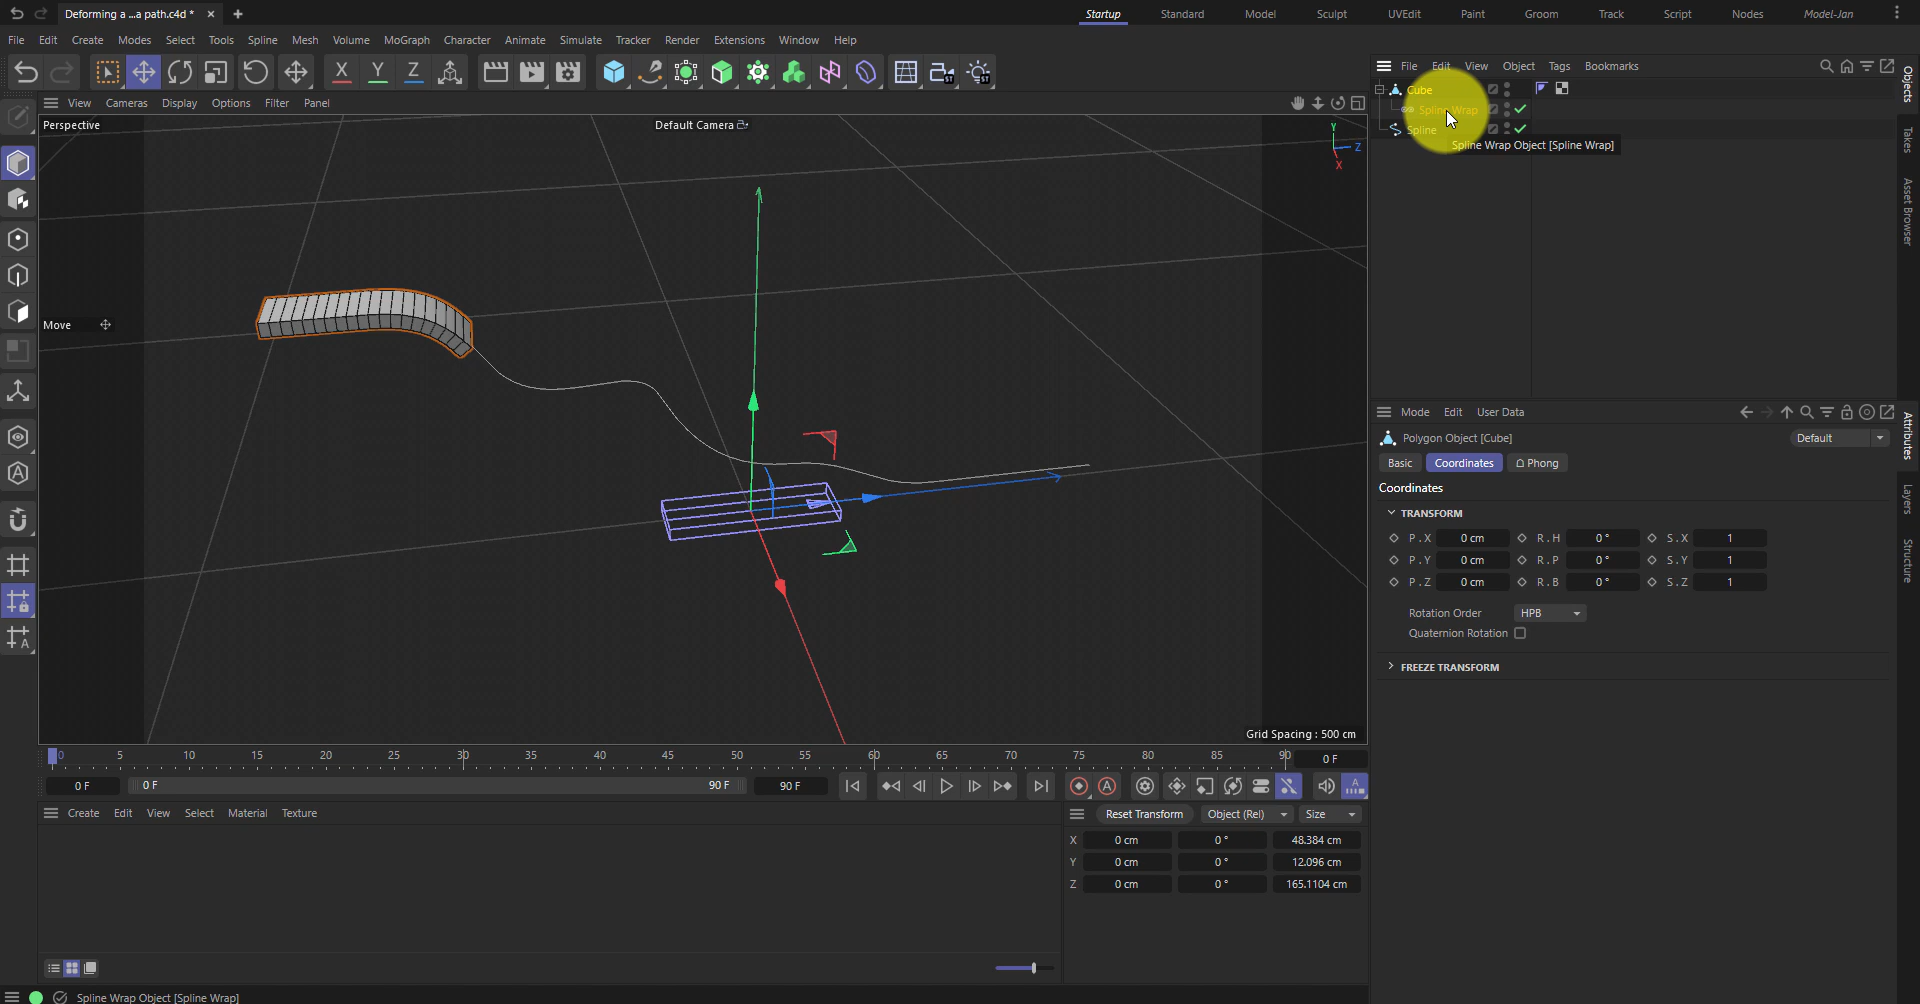 Deforming a ...a path.c4d *
Startup Standard Model Sculpt UVEdit Paint Groom Track Script Nodes Model-Jan
File Edit Create Modes Select Tools Spline Mesh Volume MoGraph Character Animate Simulate Tracker Render Extensions Window Help
X Y Z ST ST
File Edit View Object Tags Bookmarks
View Cameras Display Options Filter Panel
Perspective
Default Camera
Y
Z
X
Move
Grid Spacing : 500 cm
Cube
Spline Wrap
Spline
Spline Wrap Object [Spline Wrap]
Objects
Takes
Asset Browser
Attributes
Layers
Structure
Mode Edit User Data
Polygon Object [Cube]
Default
Basic Coordinates Phong
Coordinates
TRANSFORM
P . X 0 cm R . H 0 ° S . X 1
P . Y 0 cm R . P 0 ° S . Y 1
P . Z 0 cm R . B 0 ° S . Z 1
Rotation Order HPB
Quaternion Rotation
FREEZE TRANSFORM
0 5 10 15 20 25 30 35 40 45 50 55 60 65 70 75 80 85 90 0 F
0 F 0 F 90 F 90 F
Create Edit View Select Material Texture
Reset Transform Object (Rel) Size
X 0 cm 0 ° 48.384 cm
Y 0 cm 0 ° 12.096 cm
Z 0 cm 0 ° 165.1104 cm
Spline Wrap Object [Spline Wrap]